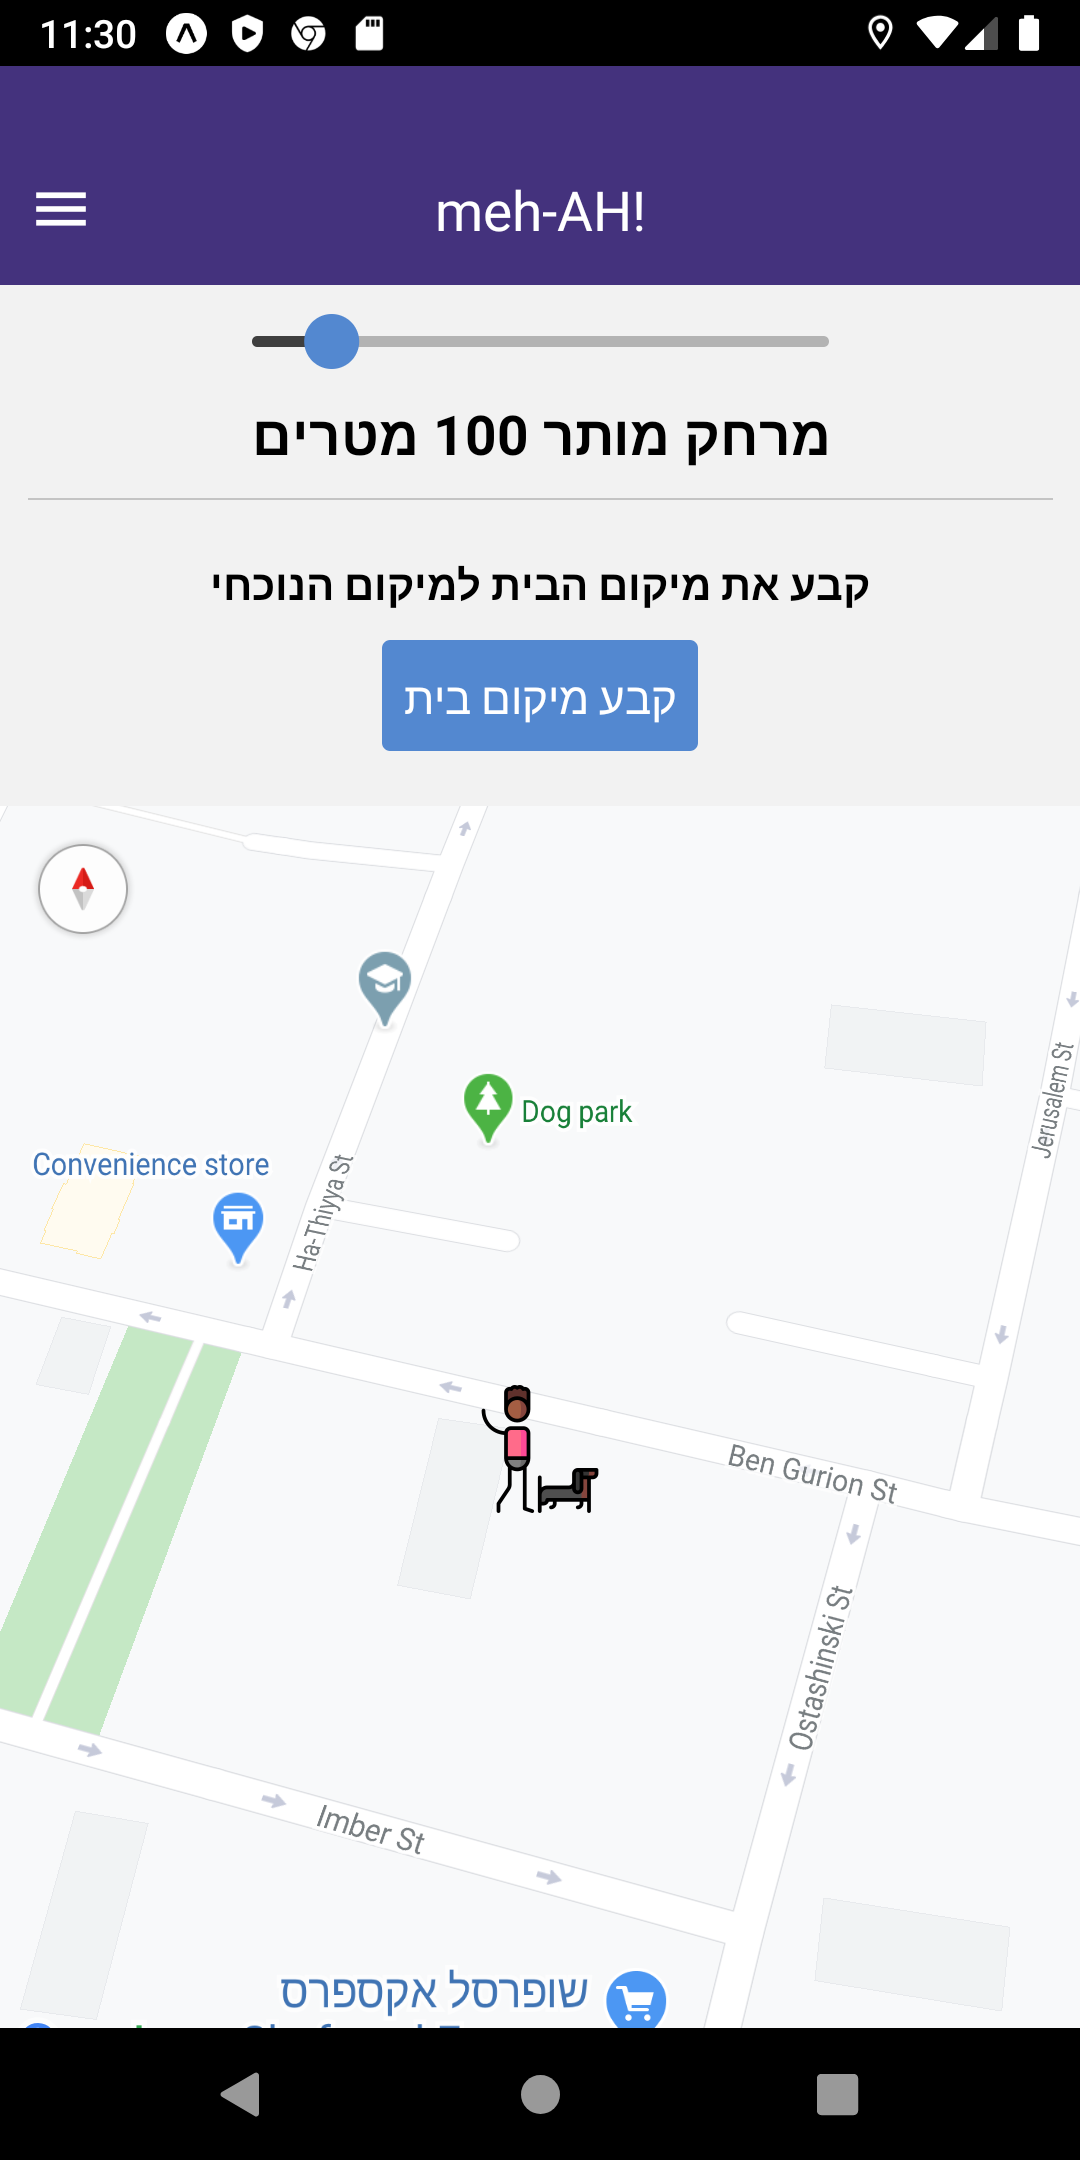 11:30
meh-AH!
מרחק מותר 100 מטרים
קבע את מיקום הבית למיקום הנוכחי
קבע מיקום בית
Dog park
Jerusalem St
Convenience store
Ha-Thiyya St
Ben Gurion St
Ostashinski St
Imber St
שופרסל אקספרס